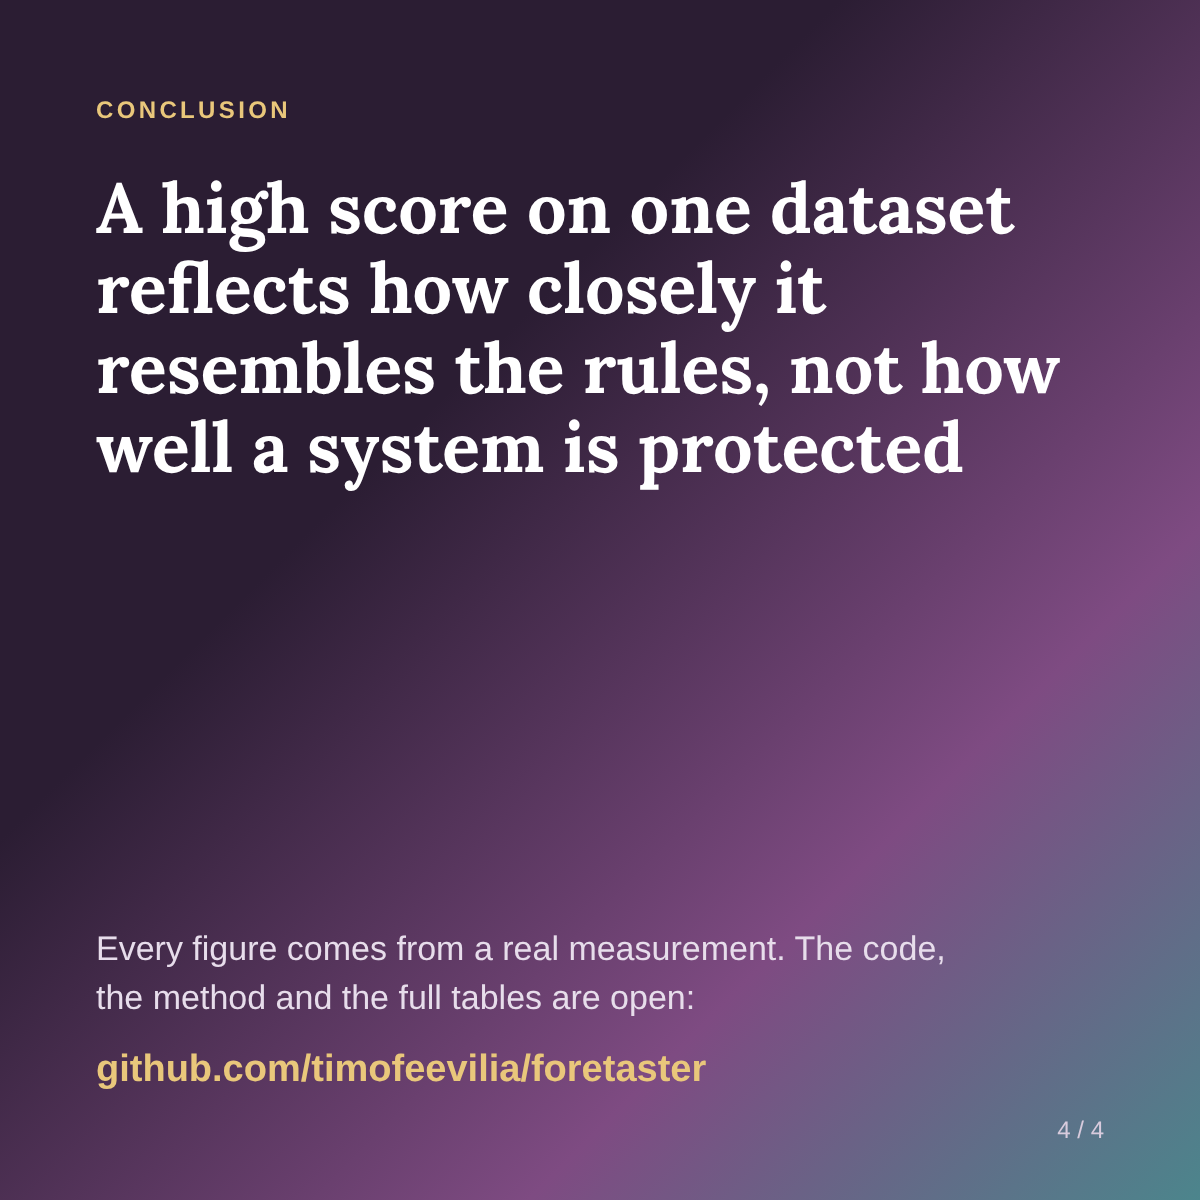 CONCLUSION
A high score on one dataset
reflects how closely it
resembles the rules, not how
well a system is protected
Every figure comes from a real measurement. The code,
the method and the full tables are open:
github.com/timofeevilia/foretaster
4 / 4